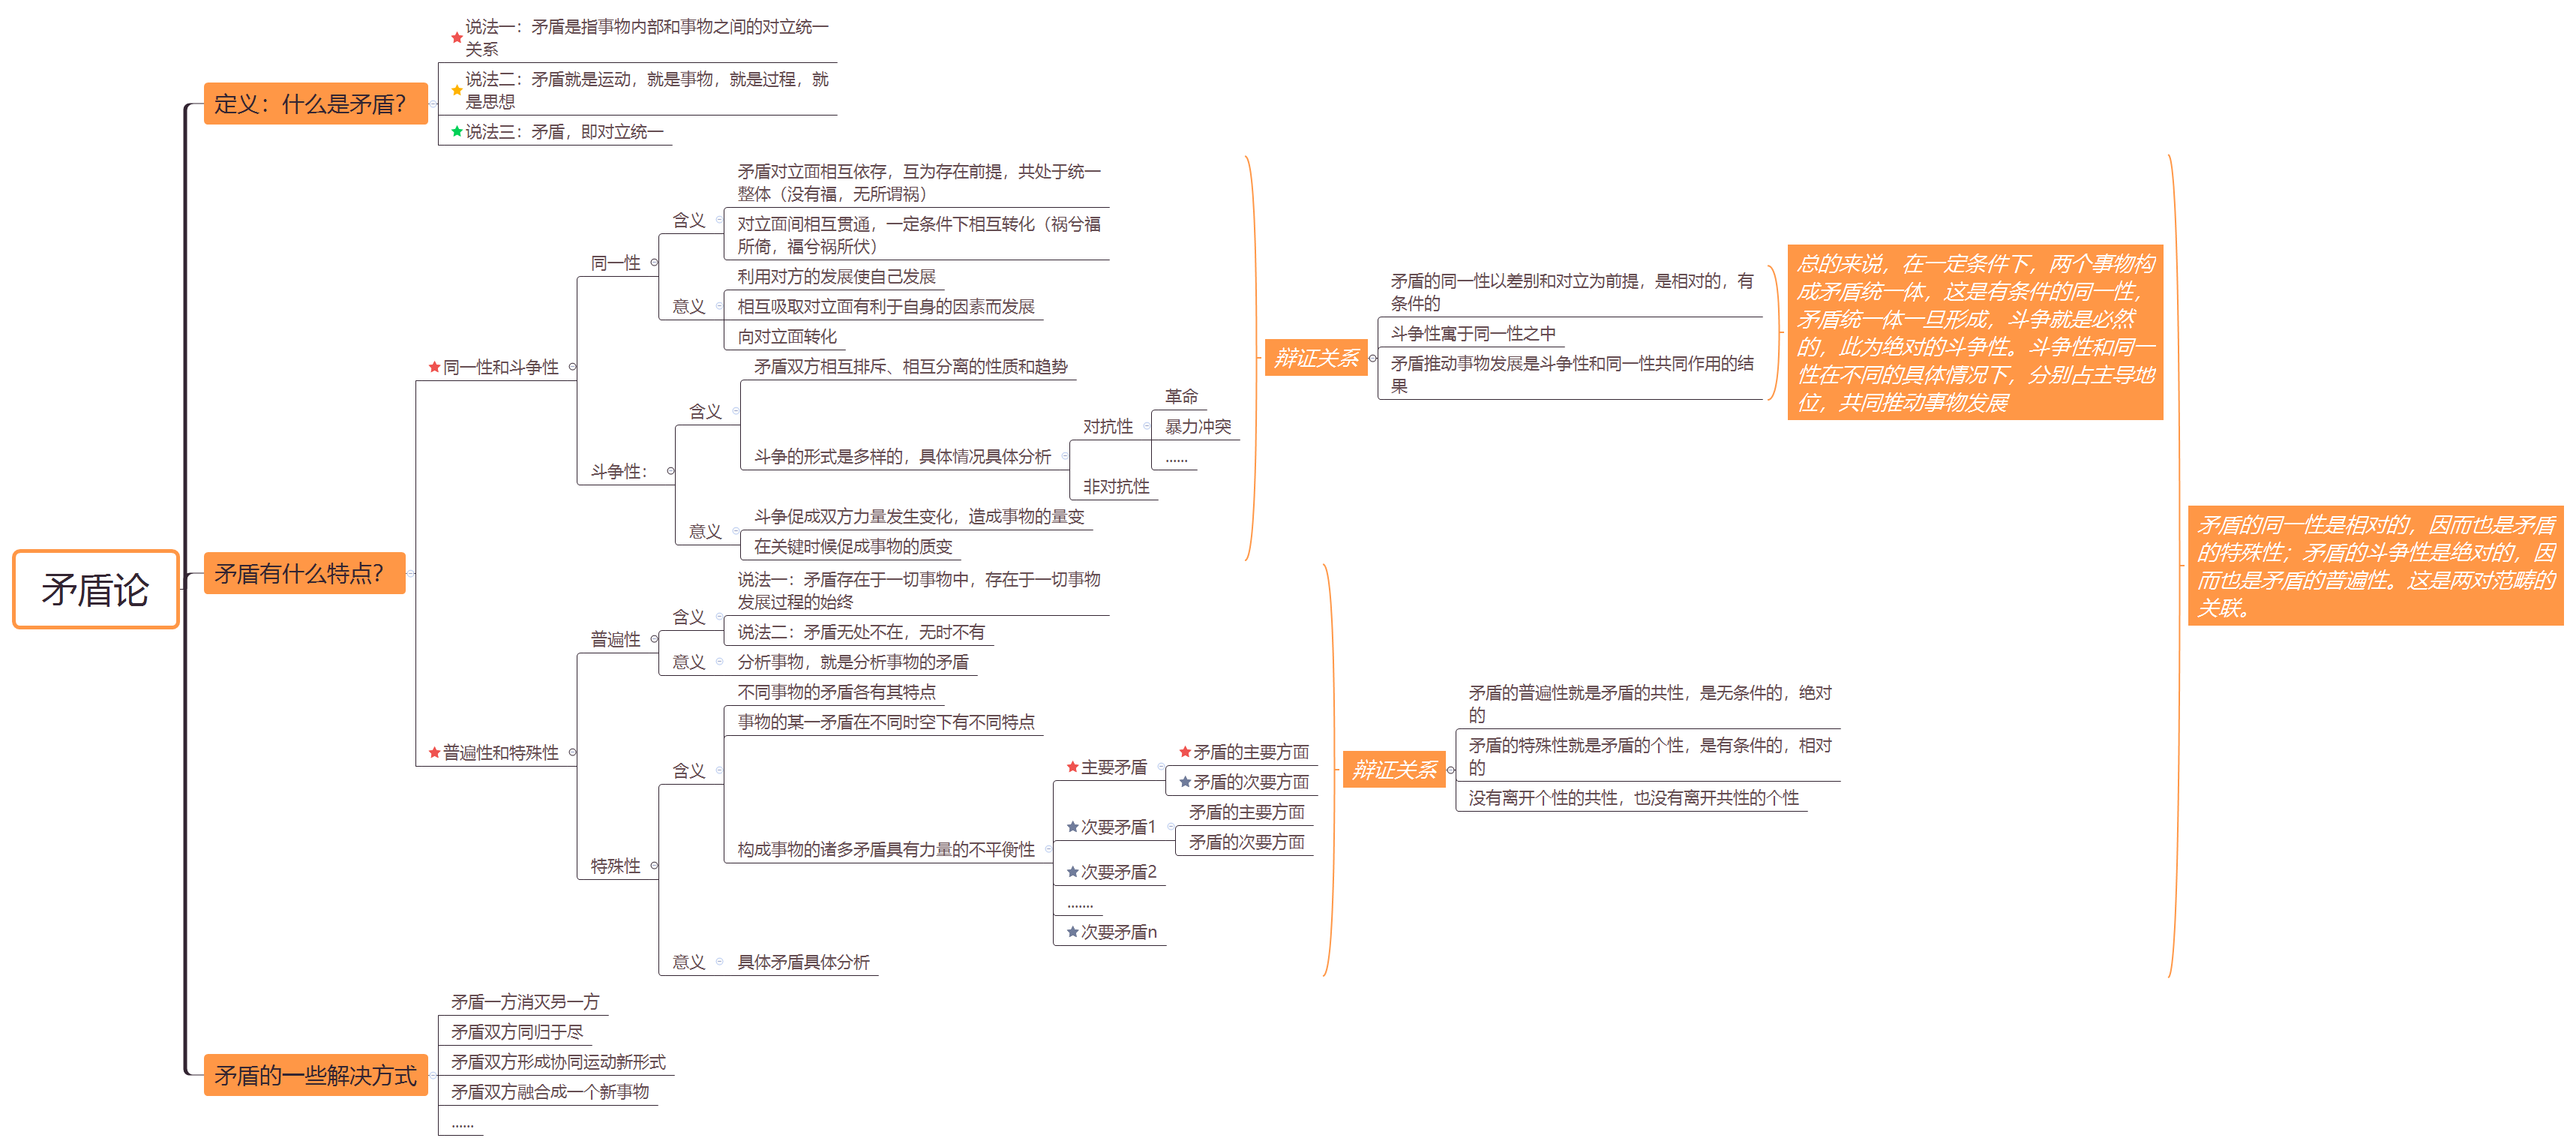 矛盾论
定义：什么是矛盾？
说法一：矛盾是指事物内部和事物之间的对立统一
关系
说法二：矛盾就是运动，就是事物，就是过程，就
是思想
说法三：矛盾，即对立统一
矛盾有什么特点？
同一性和斗争性
同一性
含义
矛盾对立面相互依存，互为存在前提，共处于统一
整体（没有福，无所谓祸）
对立面间相互贯通，一定条件下相互转化（祸兮福
所倚，福兮祸所伏）
意义
利用对方的发展使自己发展
相互吸取对立面有利于自身的因素而发展
向对立面转化
斗争性：
含义
矛盾双方相互排斥、相互分离的性质和趋势
斗争的形式是多样的，具体情况具体分析
对抗性
革命
暴力冲突
......
非对抗性
意义
斗争促成双方力量发生变化，造成事物的量变
在关键时候促成事物的质变
辩证关系
矛盾的同一性以差别和对立为前提，是相对的，有
条件的
斗争性寓于同一性之中
矛盾推动事物发展是斗争性和同一性共同作用的结
果
总的来说，在一定条件下，两个事物构
成矛盾统一体，这是有条件的同一性，
矛盾统一体一旦形成，斗争就是必然
的，此为绝对的斗争性。斗争性和同一
性在不同的具体情况下，分别占主导地
位，共同推动事物发展
普遍性和特殊性
普遍性
含义
说法一：矛盾存在于一切事物中，存在于一切事物
发展过程的始终
说法二：矛盾无处不在，无时不有
意义
分析事物，就是分析事物的矛盾
特殊性
含义
不同事物的矛盾各有其特点
事物的某一矛盾在不同时空下有不同特点
构成事物的诸多矛盾具有力量的不平衡性
主要矛盾
矛盾的主要方面
矛盾的次要方面
次要矛盾1
矛盾的主要方面
矛盾的次要方面
次要矛盾2
.......
次要矛盾n
意义
具体矛盾具体分析
辩证关系
矛盾的普遍性就是矛盾的共性，是无条件的，绝对
的
矛盾的特殊性就是矛盾的个性，是有条件的，相对
的
没有离开个性的共性，也没有离开共性的个性
矛盾的同一性是相对的，因而也是矛盾
的特殊性；矛盾的斗争性是绝对的，因
而也是矛盾的普遍性。这是两对范畴的
关联。
矛盾的一些解决方式
矛盾一方消灭另一方
矛盾双方同归于尽
矛盾双方形成协同运动新形式
矛盾双方融合成一个新事物
......